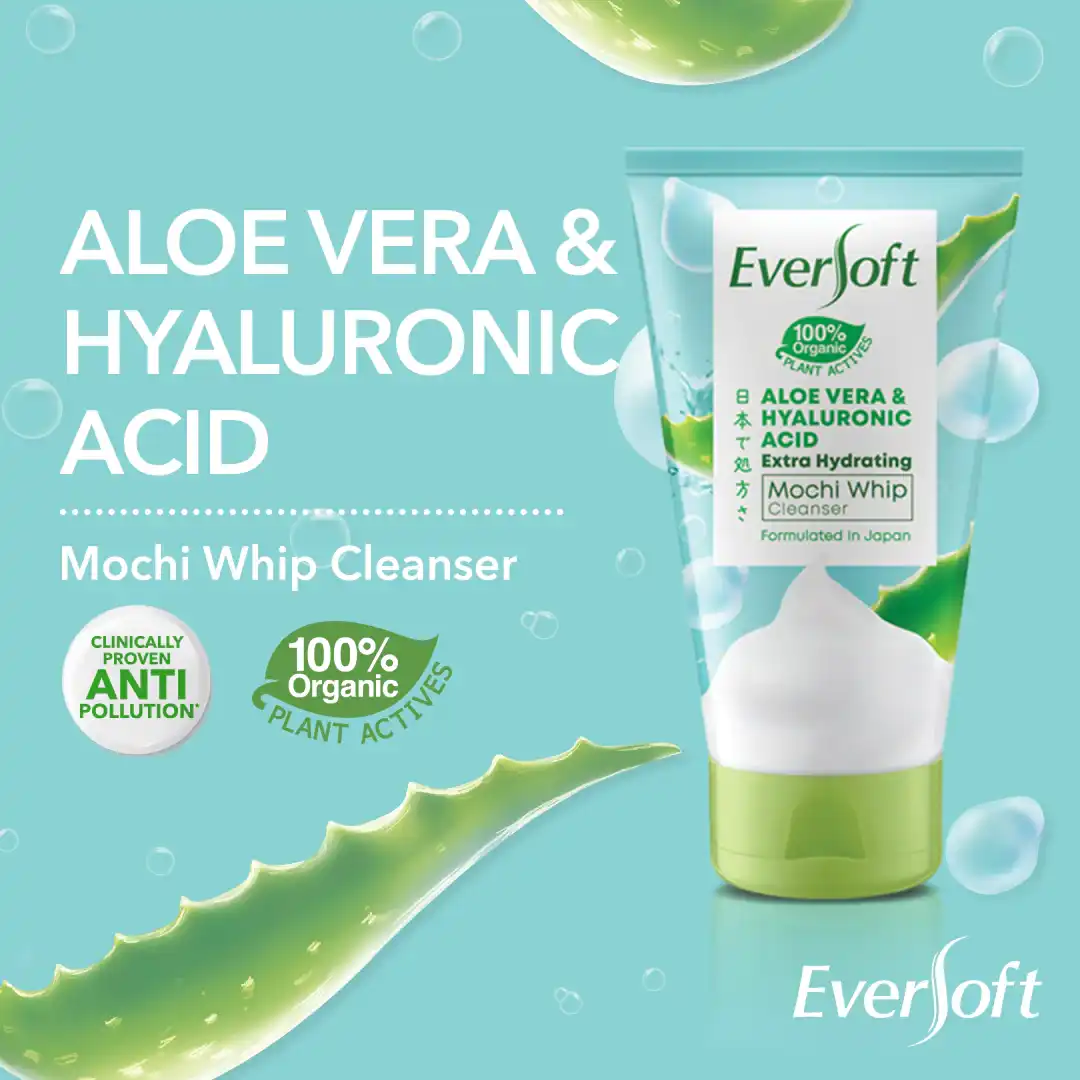 ALOE VERA &
HYALURONIC
ACID
Mochi Whip Cleanser
CLINICALLY
PROVEN
ANTI
POLLUTION*
100%
Organic
PLANT ACTIVES
EverSoft
100%
Organic
PLANT ACTIVES
日本で処方さ
ALOE VERA &
HYALURONIC
ACID
Extra Hydrating
Mochi Whip
Cleanser
Formulated In Japan
EverSoft